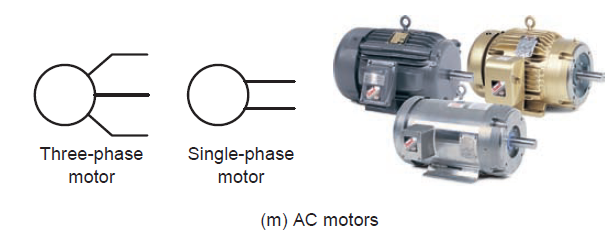 Three-phase
motor
Single-phase
motor
(m) AC motors